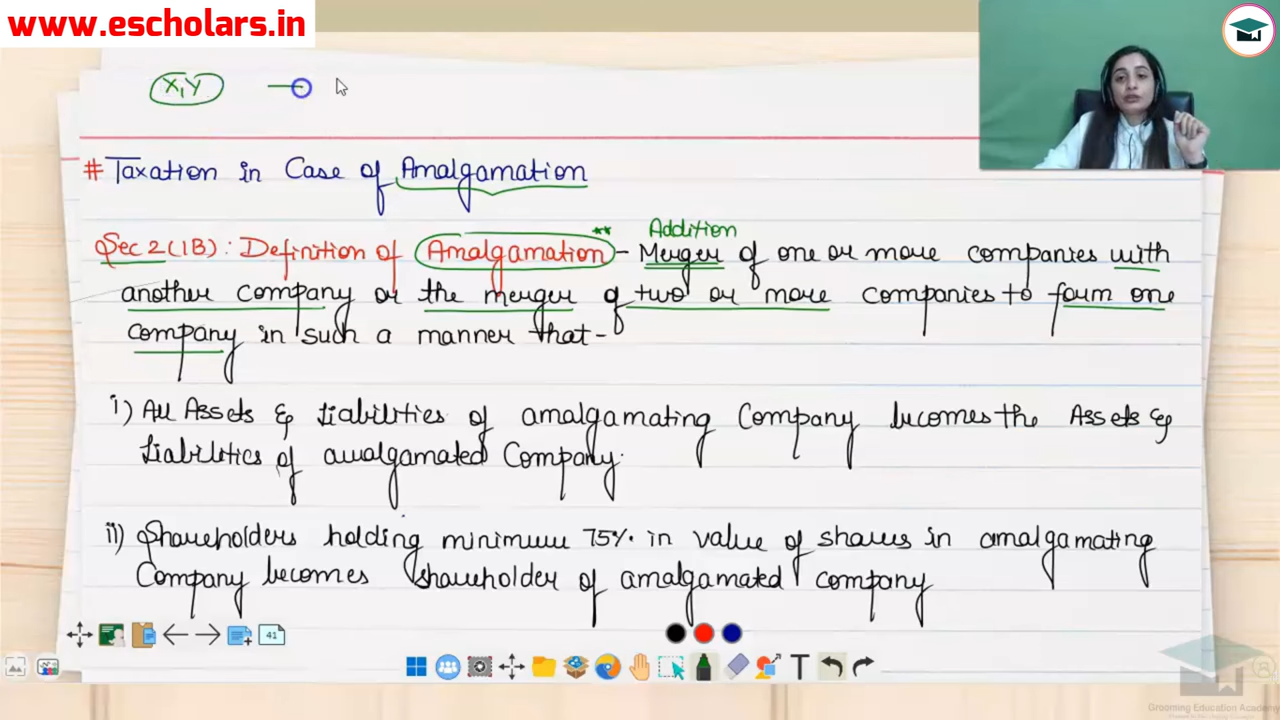 www.escholars.in
X,Y
# Taxation in Case of Amalgamation
Addition
Sec 2(1B): Definition of Amalgamation** - Merger of one or more companies with
another company or the merger of two or more companies to form one
company in such a manner that-
i) All Assets & Liabilities of amalgamating Company becomes the Assets &
Liabilities of amalgamated Company.
ii) Shareholders holding minimum 75% in value of shares in amalgamating
Company becomes shareholder of amalgamated company
41
T
Grooming Education Academy